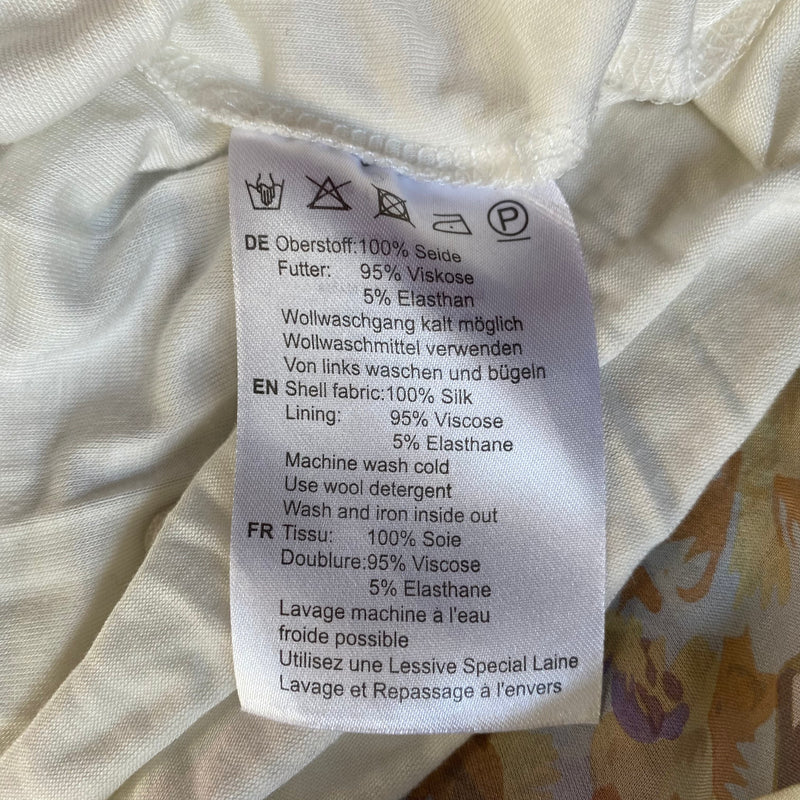 P
DE Oberstoff:100% Seide
Futter: 95% Viskose
5% Elasthan
Wollwaschgang kalt möglich
Wollwaschmittel verwenden
Von links waschen und bügeln
EN Shell fabric:100% Silk
Lining: 95% Viscose
5% Elasthane
Machine wash cold
Use wool detergent
Wash and iron inside out
FR Tissu: 100% Soie
Doublure:95% Viscose
5% Elasthane
Lavage machine à l'eau
froide possible
Utilisez une Lessive Special Laine
Lavage et Repassage à l'envers